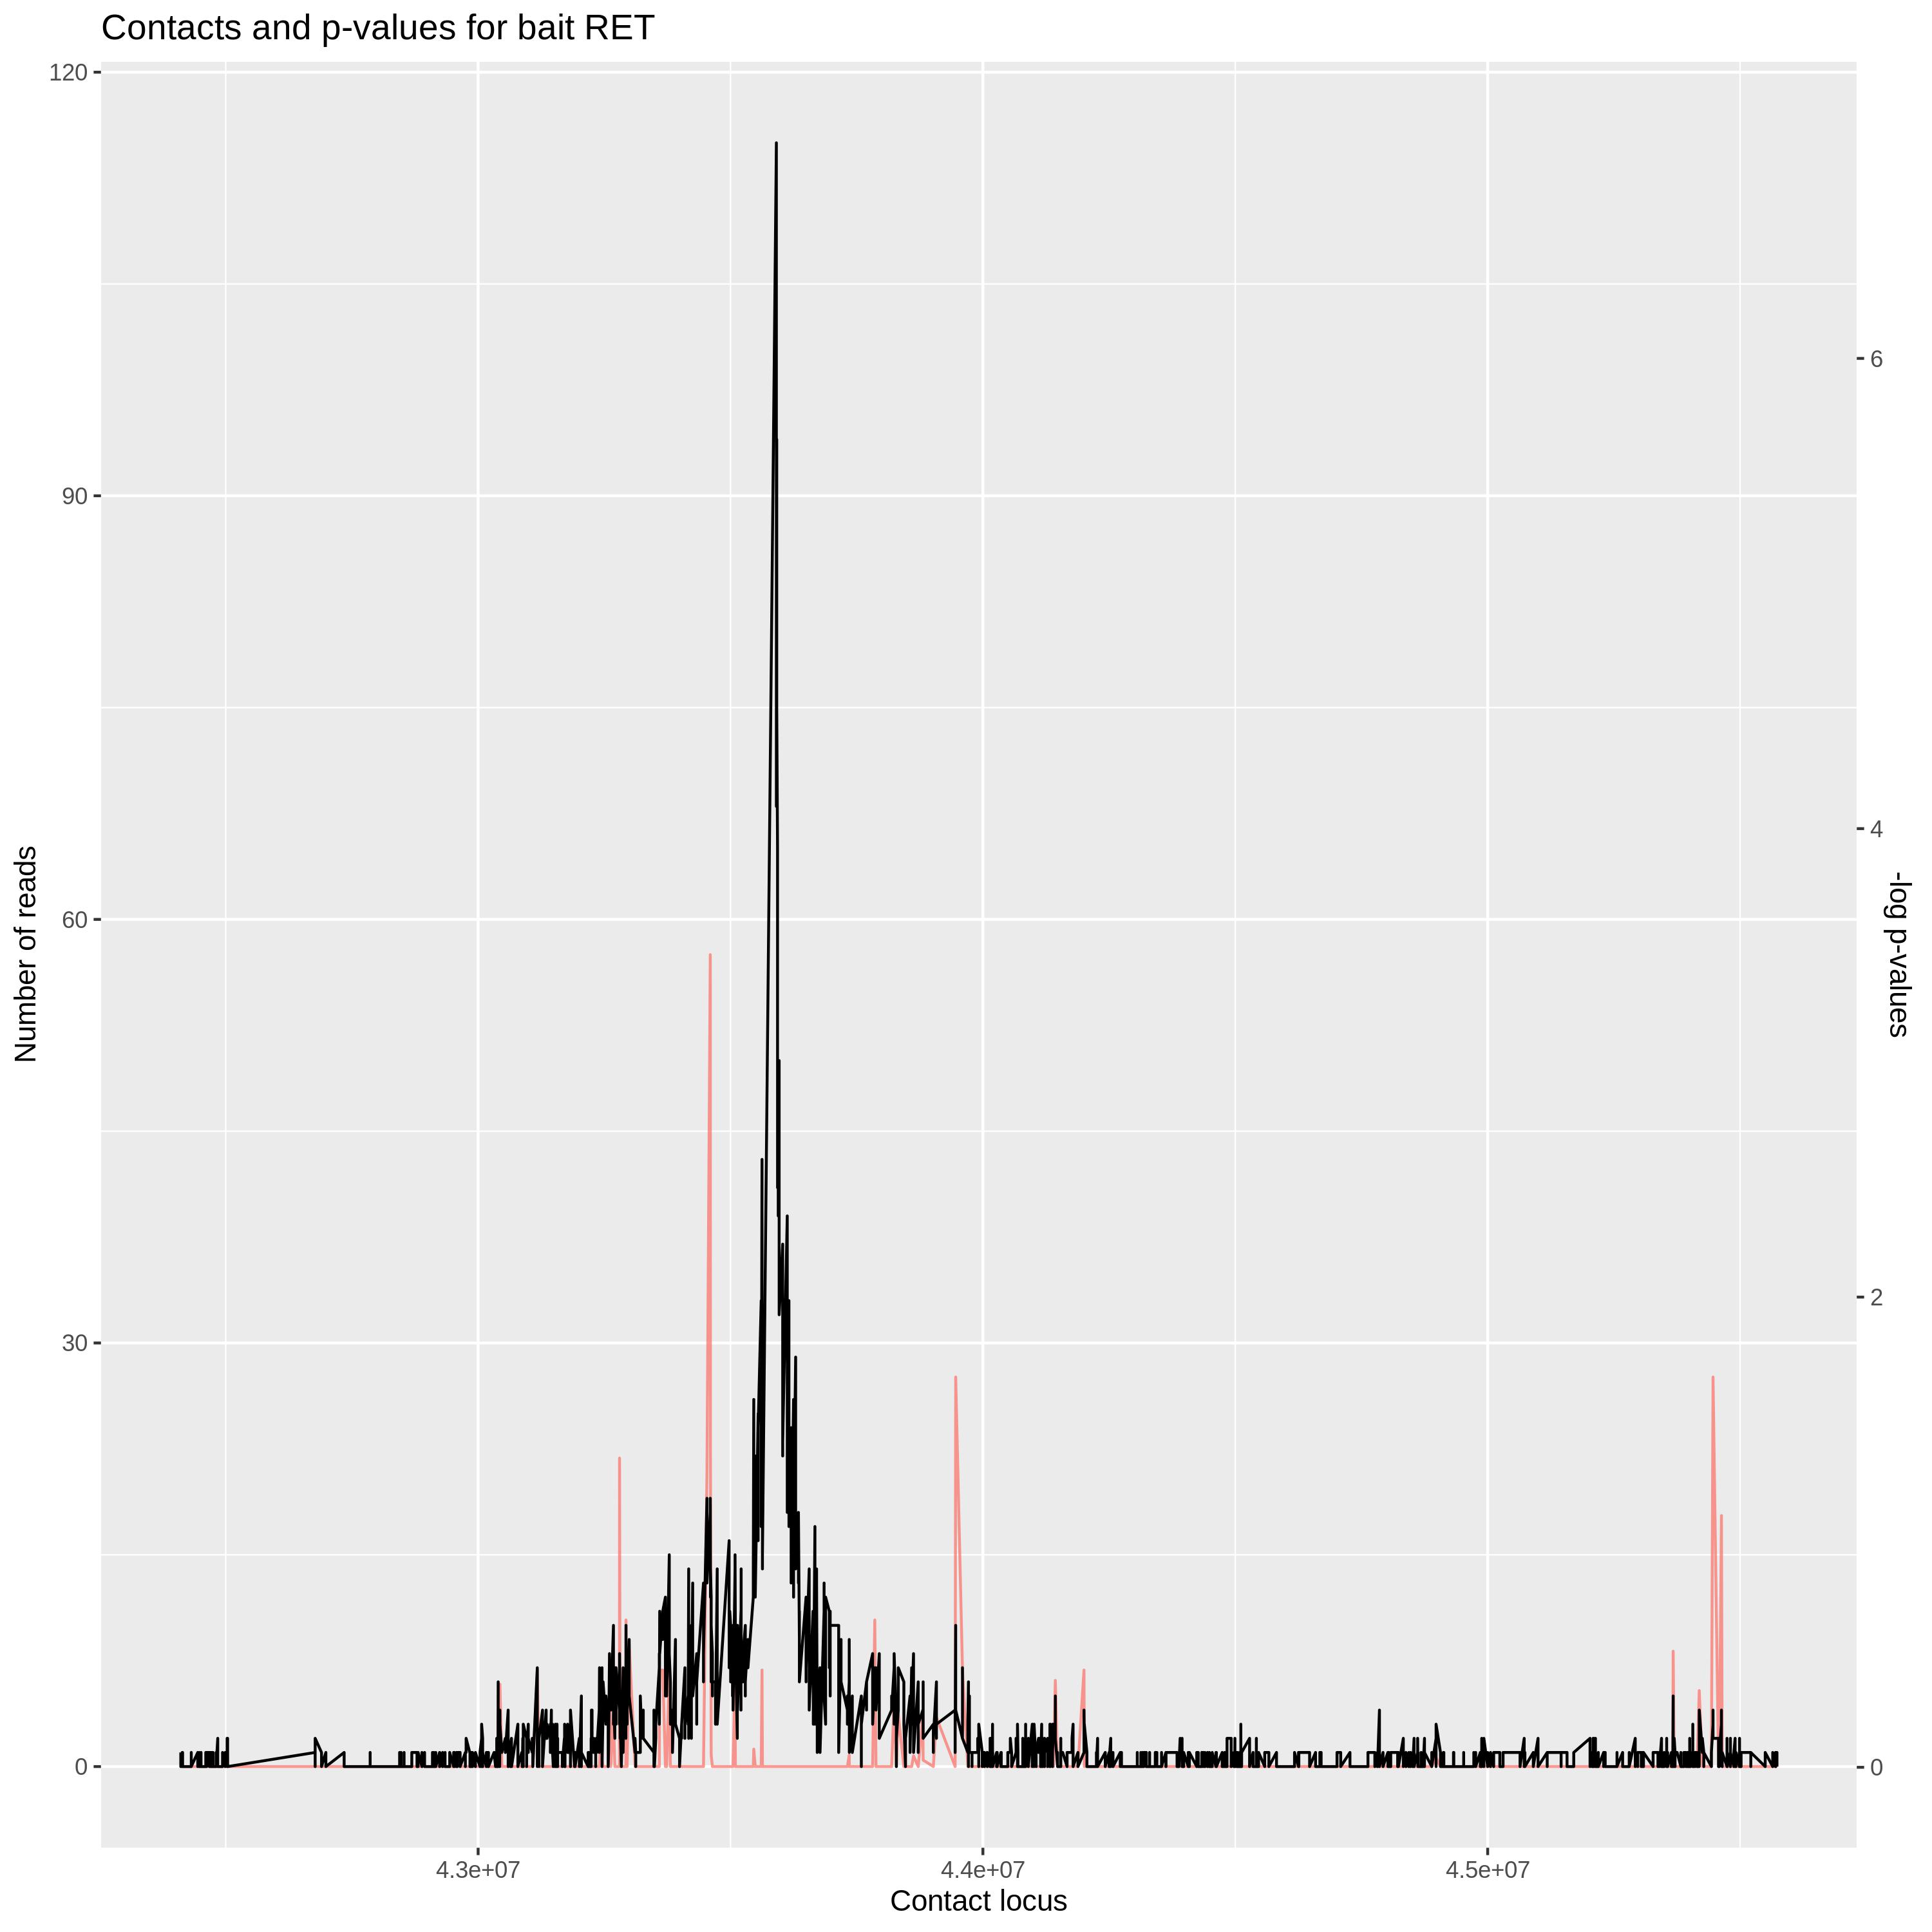 Contacts and p-values for bait RET
120
90
60
30
0
Number of reads
6
4
2
0
-log p-values
4.3e+07
4.4e+07
4.5e+07
Contact locus